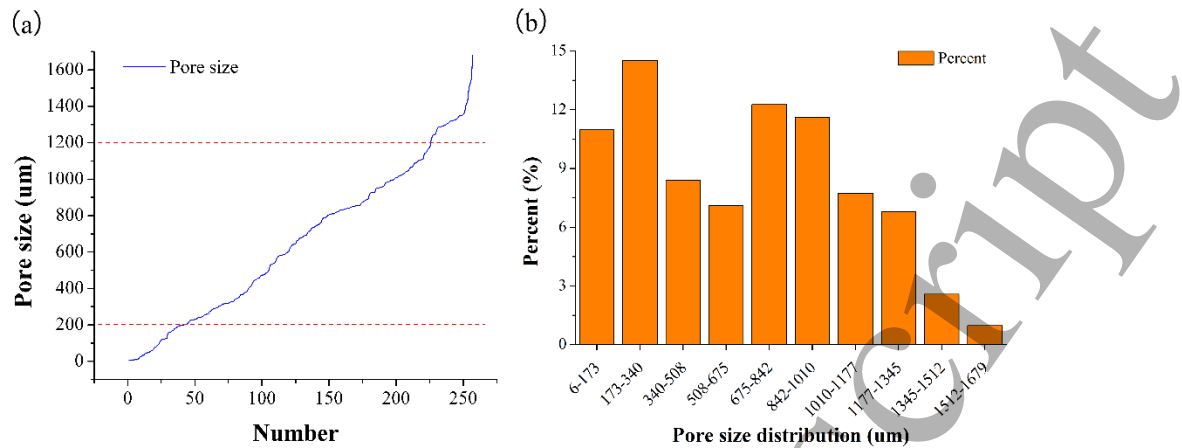 (a)
Pore size
1600
1400
1200
1000
800
600
400
200
0
Pore size (um)
0 50 100 150 200 250
Number
(b)
Percent
15
12
9
6
3
0
Percent (%)
6-173 173-340 340-508 508-675 675-842 842-1010 1010-1177 1177-1345 1345-1512 1512-1679
Pore size distribution (um)
cript